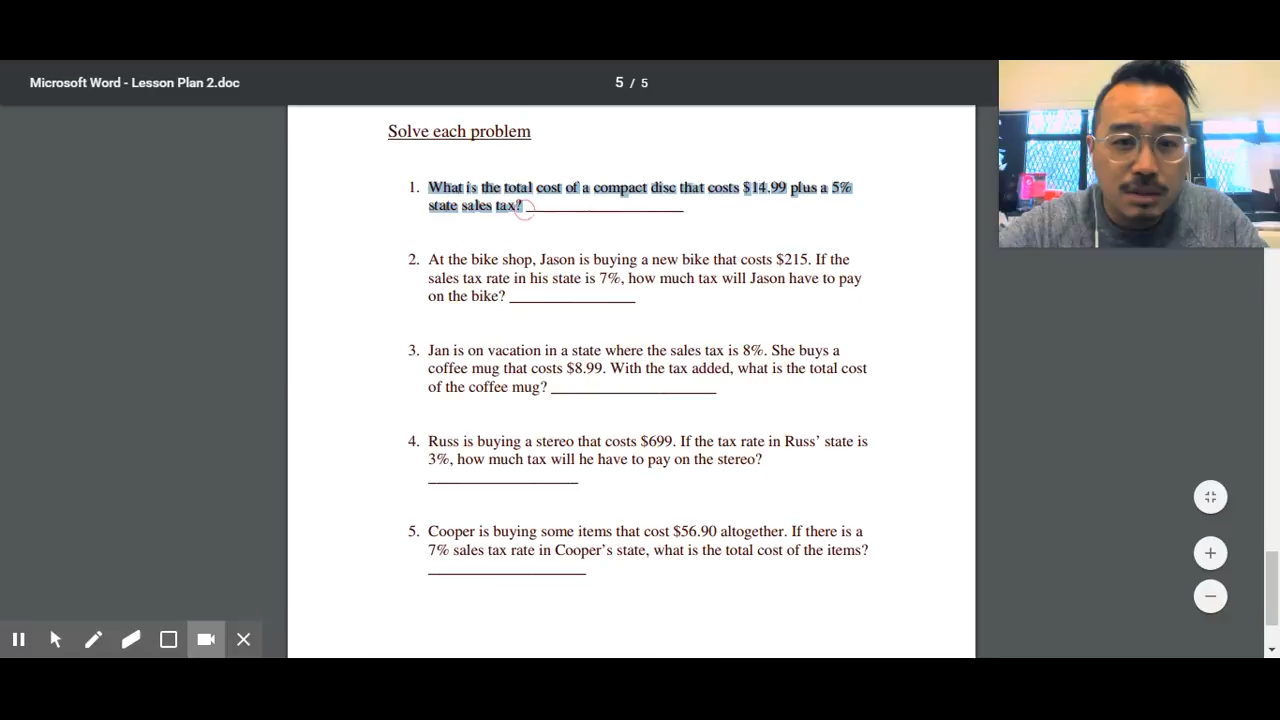 Microsoft Word - Lesson Plan 2.doc
5 / 5
Solve each problem
1. What is the total cost of a compact disc that costs $14.99 plus a 5%
state sales tax? ____________________
2. At the bike shop, Jason is buying a new bike that costs $215. If the
sales tax rate in his state is 7%, how much tax will Jason have to pay
on the bike? ________________
3. Jan is on vacation in a state where the sales tax is 8%. She buys a
coffee mug that costs $8.99. With the tax added, what is the total cost
of the coffee mug? _____________________
4. Russ is buying a stereo that costs $699. If the tax rate in Russ’ state is
3%, how much tax will he have to pay on the stereo?
___________________
5. Cooper is buying some items that cost $56.90 altogether. If there is a
7% sales tax rate in Cooper’s state, what is the total cost of the items?
____________________